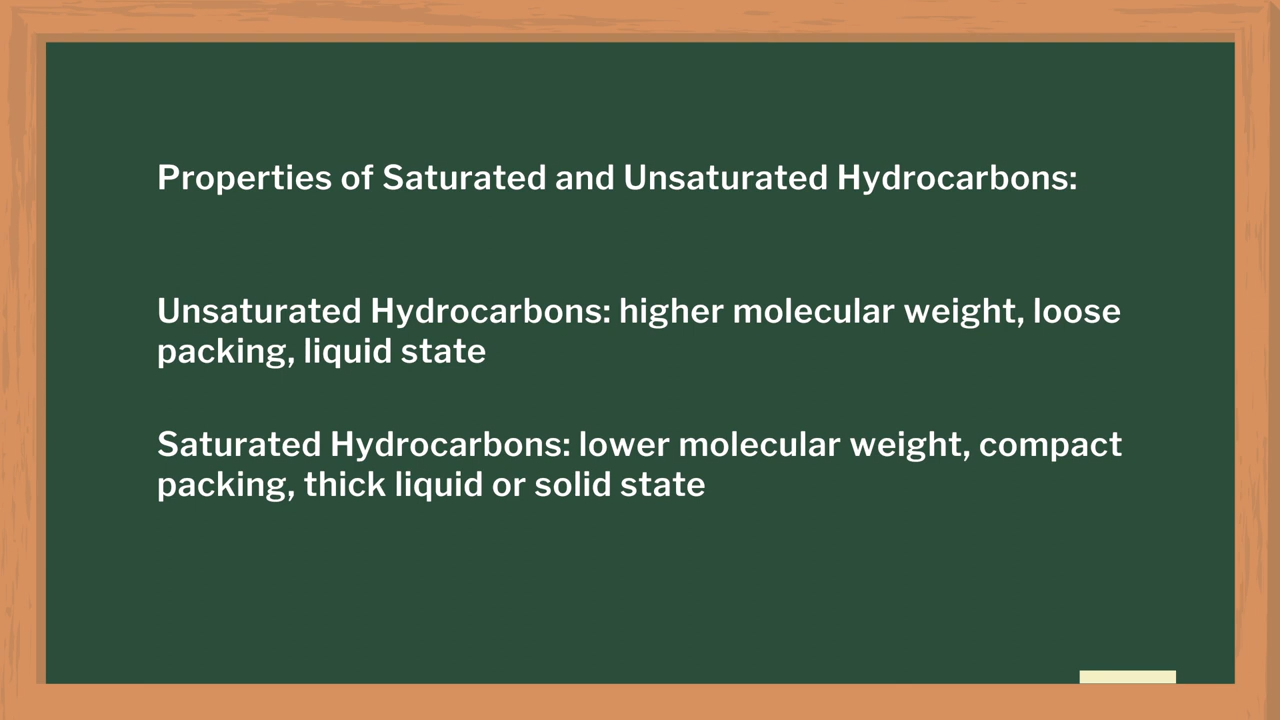 Properties of Saturated and Unsaturated Hydrocarbons:
Unsaturated Hydrocarbons: higher molecular weight, loose
packing, liquid state
Saturated Hydrocarbons: lower molecular weight, compact
packing, thick liquid or solid state